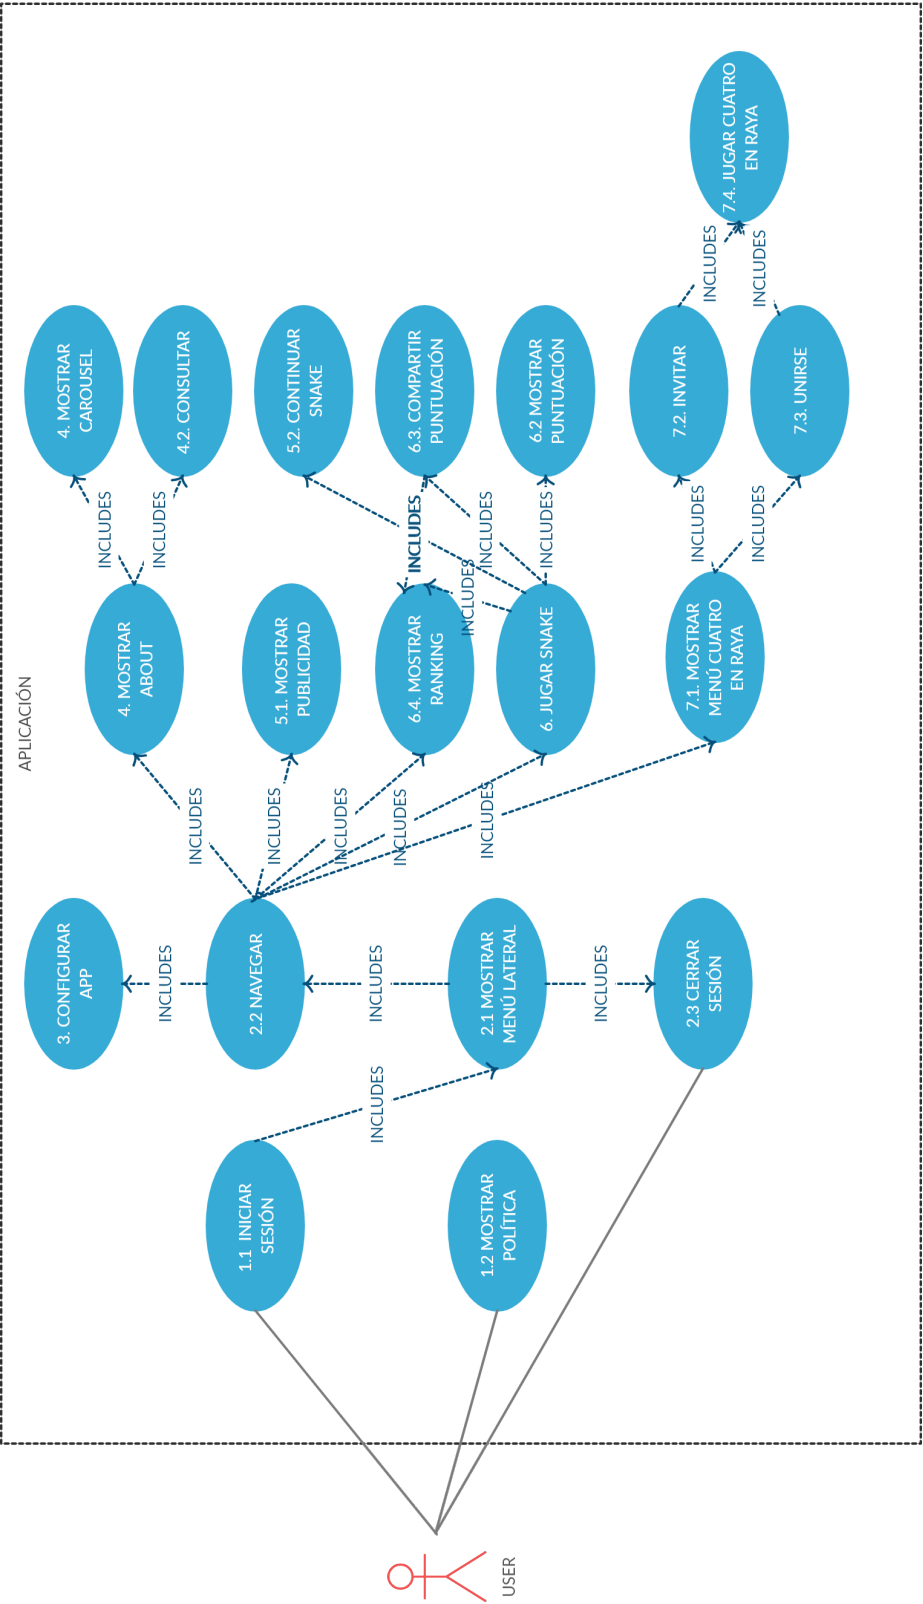 APLICACIÓN
USER
1.1 INICIAR
SESIÓN
1.2 MOSTRAR
POLÍTICA
INCLUDES
3. CONFIGURAR
APP
INCLUDES
2.2 NAVEGAR
INCLUDES
2.1 MOSTRAR
MENÚ LATERAL
INCLUDES
2.3 CERRAR
SESIÓN
INCLUDES
INCLUDES
INCLUDES
INCLUDES
INCLUDES
4. MOSTRAR
ABOUT
5.1. MOSTRAR
PUBLICIDAD
6.4. MOSTRAR
RANKING
6. JUGAR SNAKE
7.1. MOSTRAR
MENÚ CUATRO
EN RAYA
INCLUDES
INCLUDES
INCLUDES
INCLUDES
INCLUDES
INCLUDES
INCLUDES
INCLUDES
4. MOSTRAR
CAROUSEL
4.2. CONSULTAR
5.2. CONTINUAR
SNAKE
6.3. COMPARTIR
PUNTUACIÓN
6.2 MOSTRAR
PUNTUACIÓN
7.2. INVITAR
7.3. UNIRSE
INCLUDES
INCLUDES
7.4. JUGAR CUATRO
EN RAYA